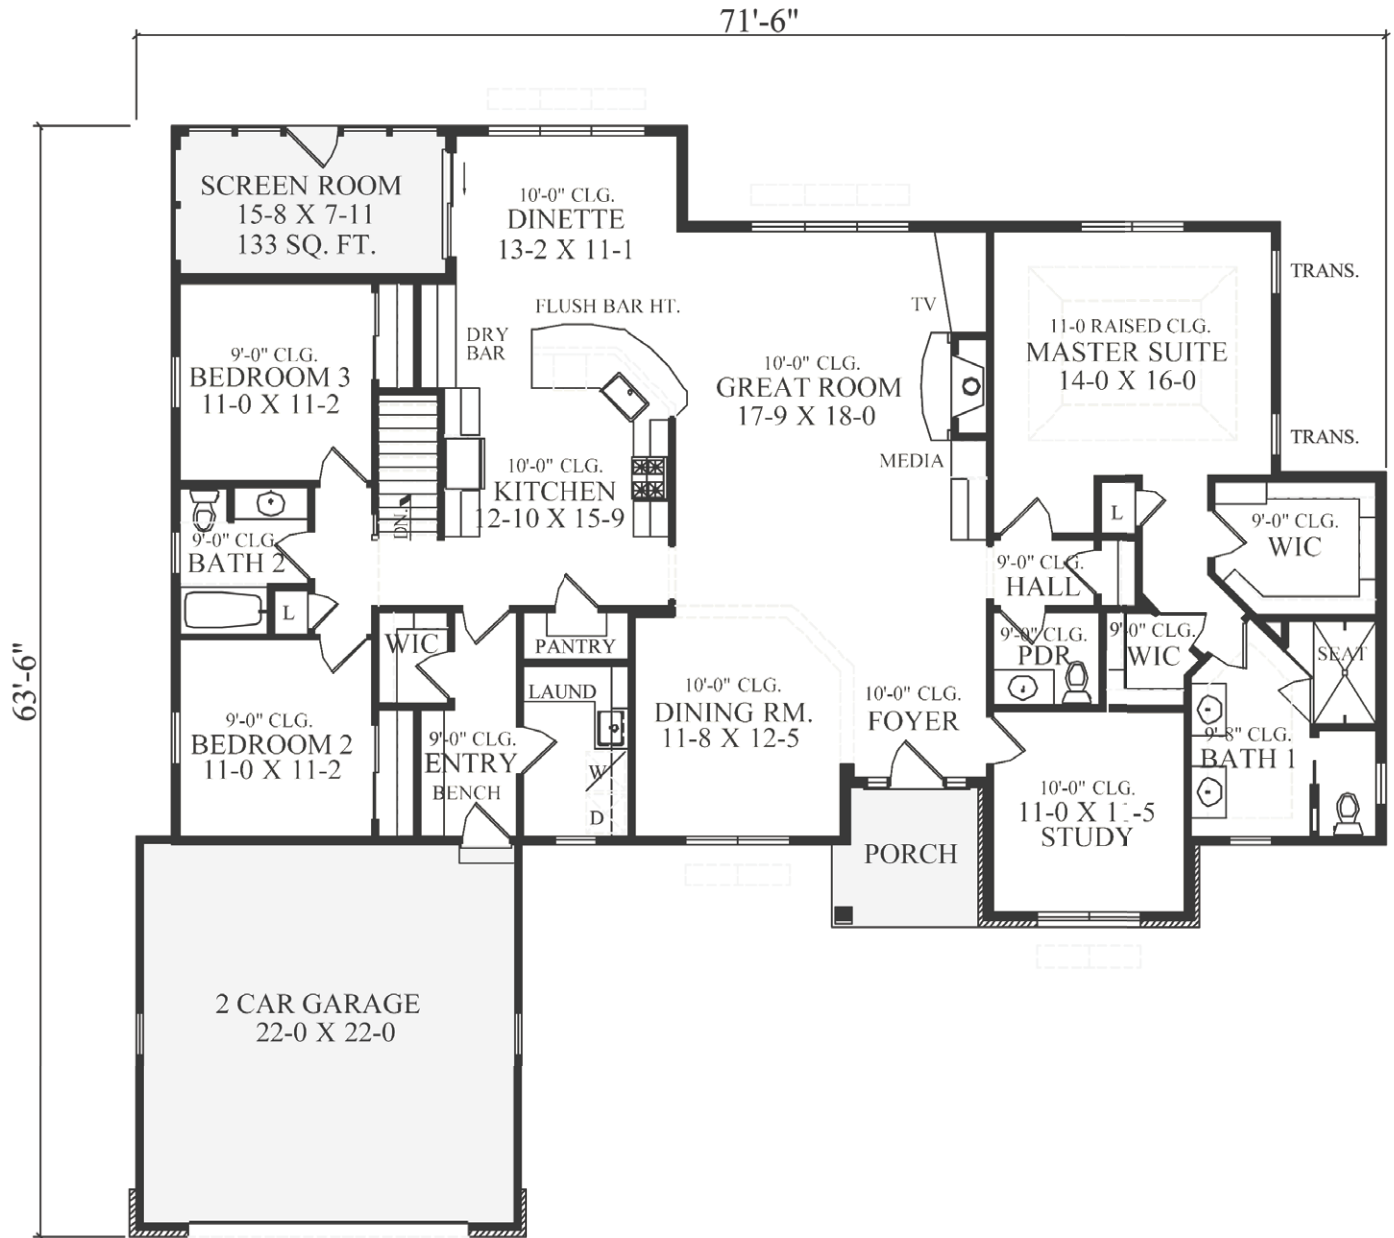 71'-6"
63'-6"
SCREEN ROOM
15-8 X 7-11
133 SQ. FT.
10'-0" CLG.
DINETTE
13-2 X 11-1
FLUSH BAR HT.
DRY
BAR
9'-0" CLG.
BEDROOM 3
11-0 X 11-2
10'-0" CLG.
GREAT ROOM
17-9 X 18-0
TV
MEDIA
11-0 RAISED CLG.
MASTER SUITE
14-0 X 16-0
TRANS.
TRANS.
10'-0" CLG.
KITCHEN
12-10 X 15-9
DN.
9'-0" CLG.
BATH 2
L
L
9'-0" CLG.
WIC
9'-0" CLG.
HALL
WIC
PANTRY
9'-0" CLG.
PDR
9'-0" CLG.
WIC
SEAT
LAUND
W
D
10'-0" CLG.
DINING RM.
11-8 X 12-5
10'-0" CLG.
FOYER
9'-0" CLG.
BEDROOM 2
11-0 X 11-2
9'-0" CLG.
ENTRY
BENCH
9'-8" CLG.
BATH 1
10'-0" CLG.
11-0 X 11-5
STUDY
PORCH
2 CAR GARAGE
22-0 X 22-0